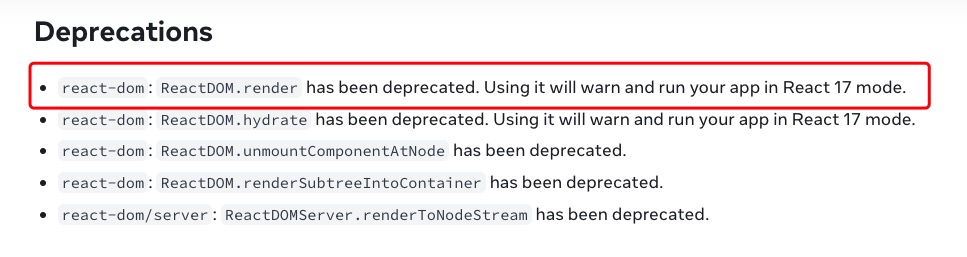 Deprecations
react-dom: ReactDOM.render has been deprecated. Using it will warn and run your app in React 17 mode.
react-dom: ReactDOM.hydrate has been deprecated. Using it will warn and run your app in React 17 mode.
react-dom: ReactDOM.unmountComponentAtNode has been deprecated.
react-dom: ReactDOM.renderSubtreeIntoContainer has been deprecated.
react-dom/server: ReactDOMServer.renderToNodeStream has been deprecated.